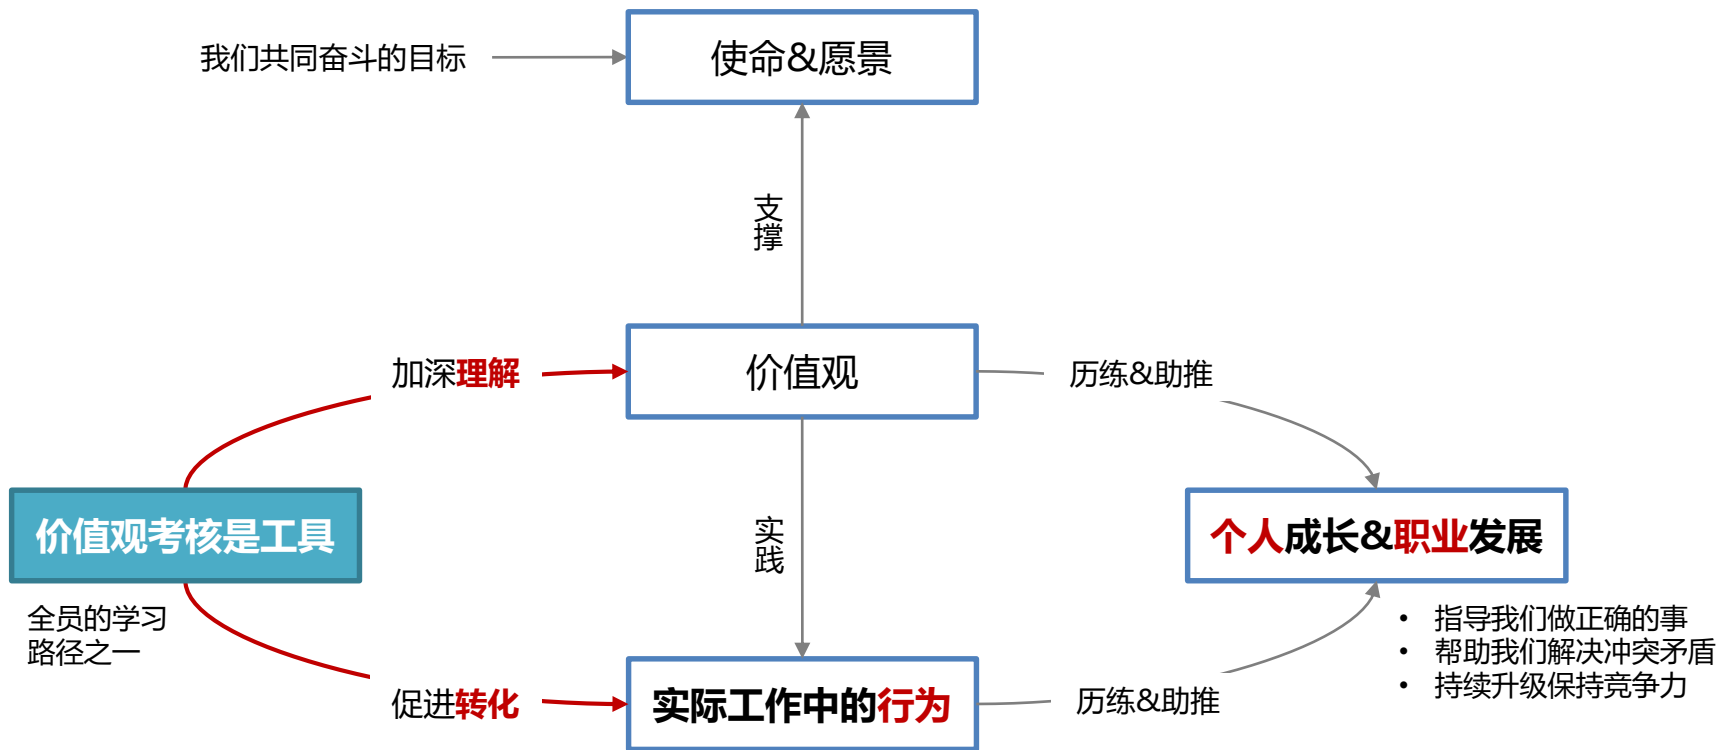 我们共同奋斗的目标
使命&愿景
支撑
加深理解
价值观
历练&助推
价值观考核是工具
实践
个人成长&职业发展
全员的学习
路径之一
• 指导我们做正确的事
• 帮助我们解决冲突矛盾
• 持续升级保持竞争力
促进转化
实际工作中的行为
历练&助推